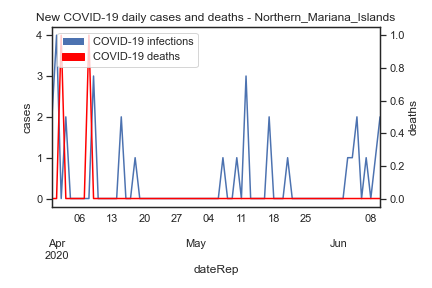 New COVID-19 daily cases and deaths - Northern_Mariana_Islands
COVID-19 infections
COVID-19 deaths
4
3
2
1
0
cases
1.0
0.8
0.6
0.4
0.2
0.0
deaths
06 13 20 27 04 11 18 25 08
Apr May Jun
2020
dateRep